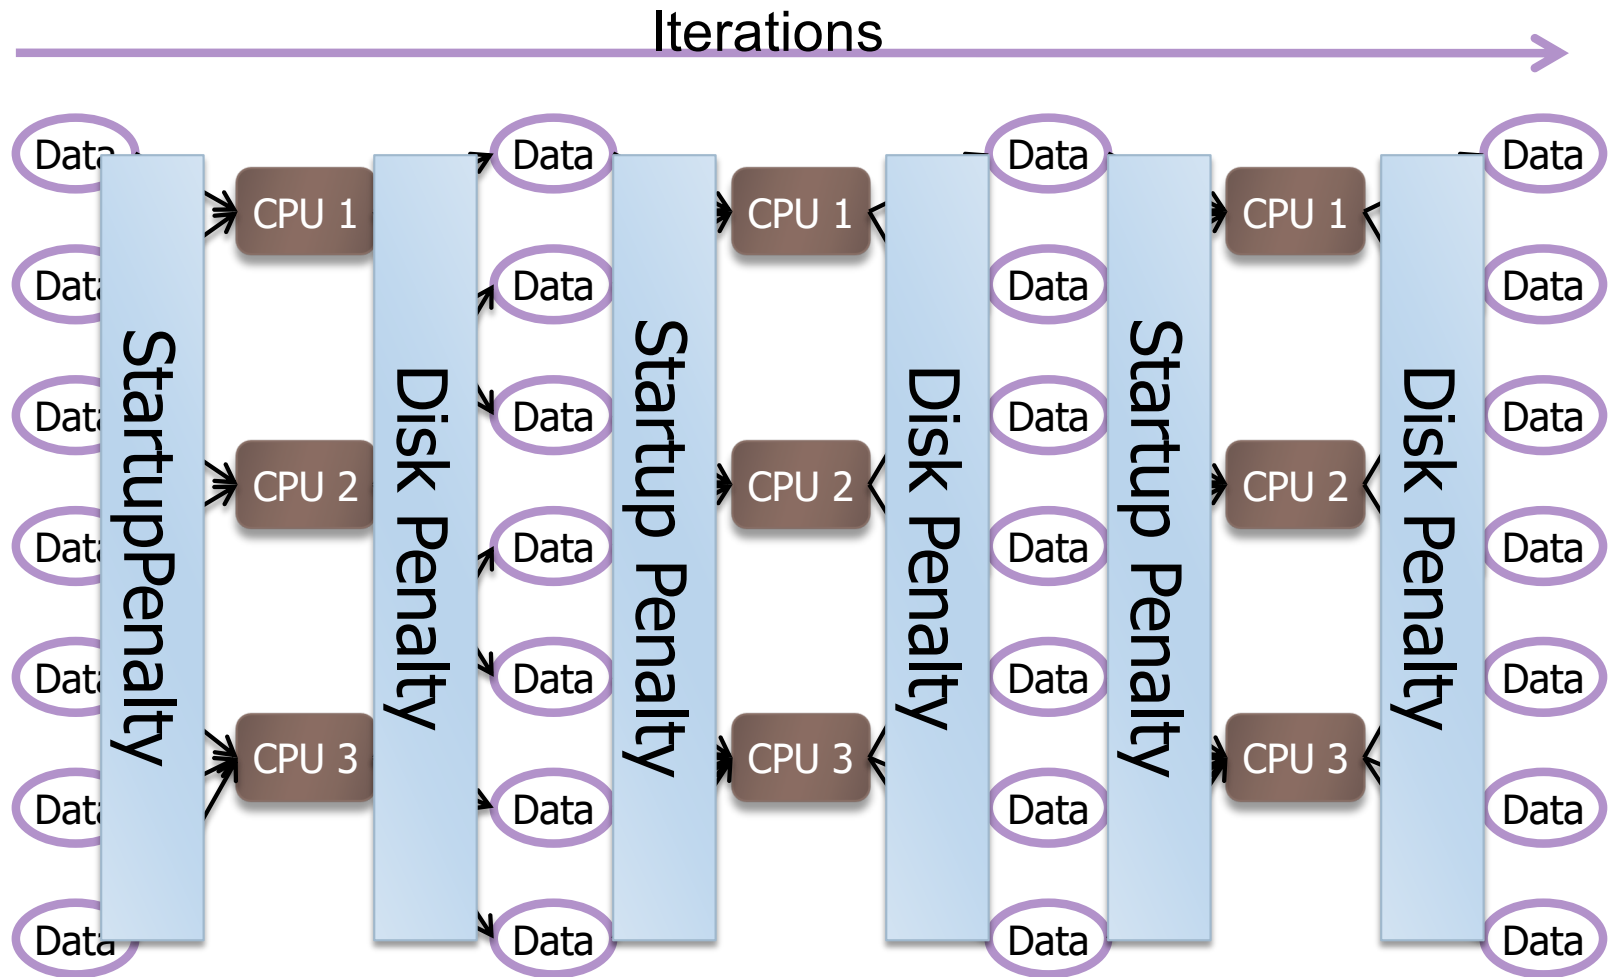 Iterations
Data
Data
Data
Data
Data
Data
Data
StartupPenalty
CPU 1
CPU 2
CPU 3
Disk Penalty
Data
Data
Data
Data
Data
Data
Data
Startup Penalty
CPU 1
CPU 2
CPU 3
Disk Penalty
Data
Data
Data
Data
Data
Data
Data
Startup Penalty
CPU 1
CPU 2
CPU 3
Disk Penalty
Data
Data
Data
Data
Data
Data
Data